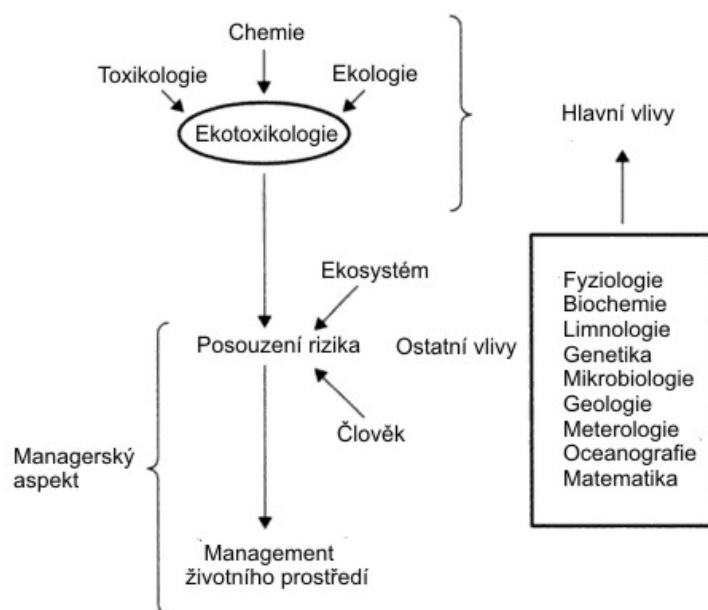 Chemie
Toxikologie
Ekologie
Ekotoxikologie
Hlavní vlivy
Ekosystém
Posouzení rizika
Ostatní vlivy
Člověk
Fyziologie
Biochemie
Limnologie
Genetika
Mikrobiologie
Geologie
Meterologie
Oceanografie
Matematika
Managerský
aspekt
Management
životního prostředí